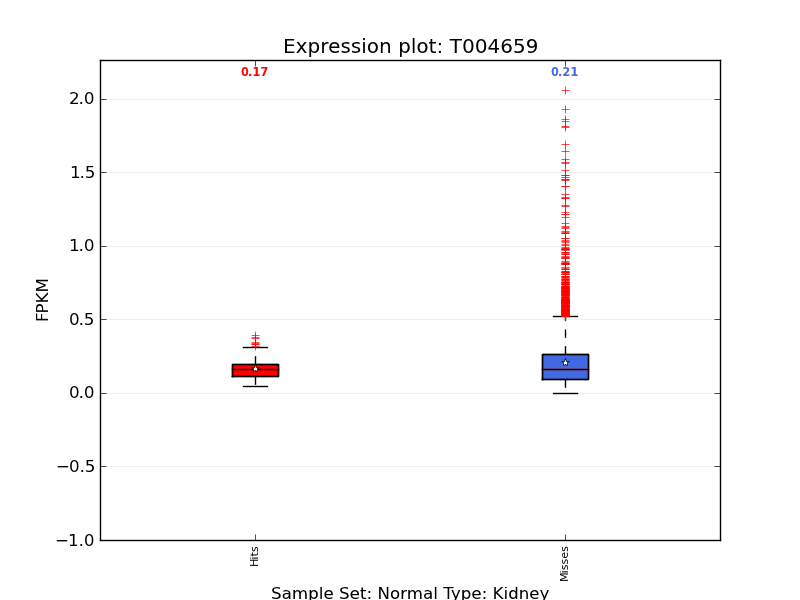 Expression plot: T004659
0.17
0.21
2.0
1.5
1.0
0.5
0.0
−0.5
−1.0
FPKM
Hits
Misses
Sample Set: Normal Type: Kidney